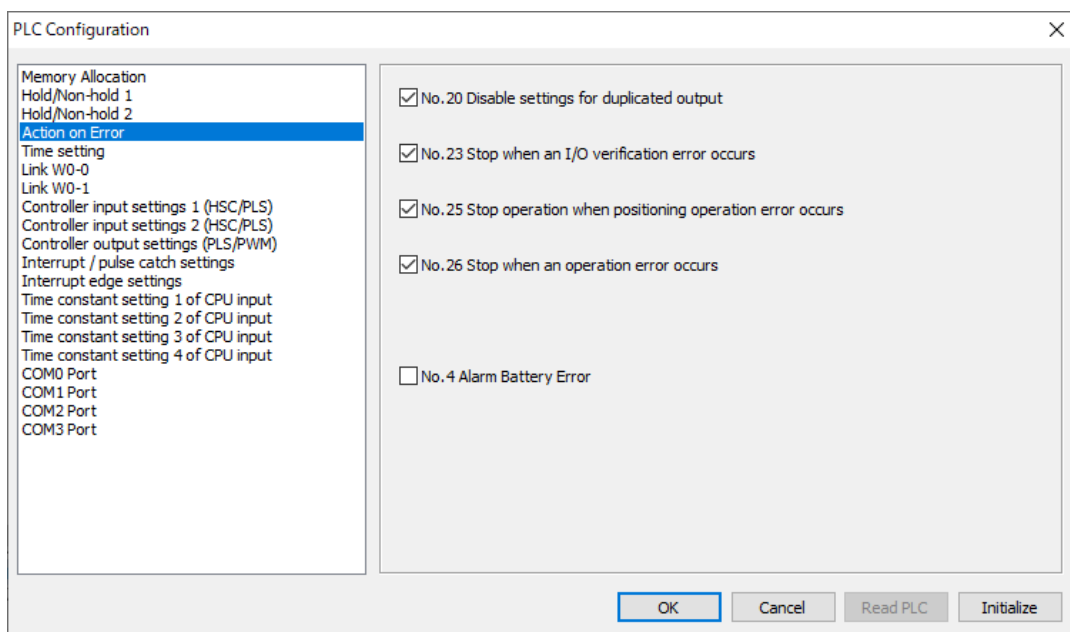 PLC Configuration
Memory Allocation
Hold/Non-hold 1
Hold/Non-hold 2
Action on Error
Time setting
Link W0-0
Link W0-1
Controller input settings 1 (HSC/PLS)
Controller input settings 2 (HSC/PLS)
Controller output settings (PLS/PWM)
Interrupt / pulse catch settings
Interrupt edge settings
Time constant setting 1 of CPU input
Time constant setting 2 of CPU input
Time constant setting 3 of CPU input
Time constant setting 4 of CPU input
COM0 Port
COM1 Port
COM2 Port
COM3 Port
No.20 Disable settings for duplicated output
No.23 Stop when an I/O verification error occurs
No.25 Stop operation when positioning operation error occurs
No.26 Stop when an operation error occurs
No.4 Alarm Battery Error
OK
Cancel
Read PLC
Initialize